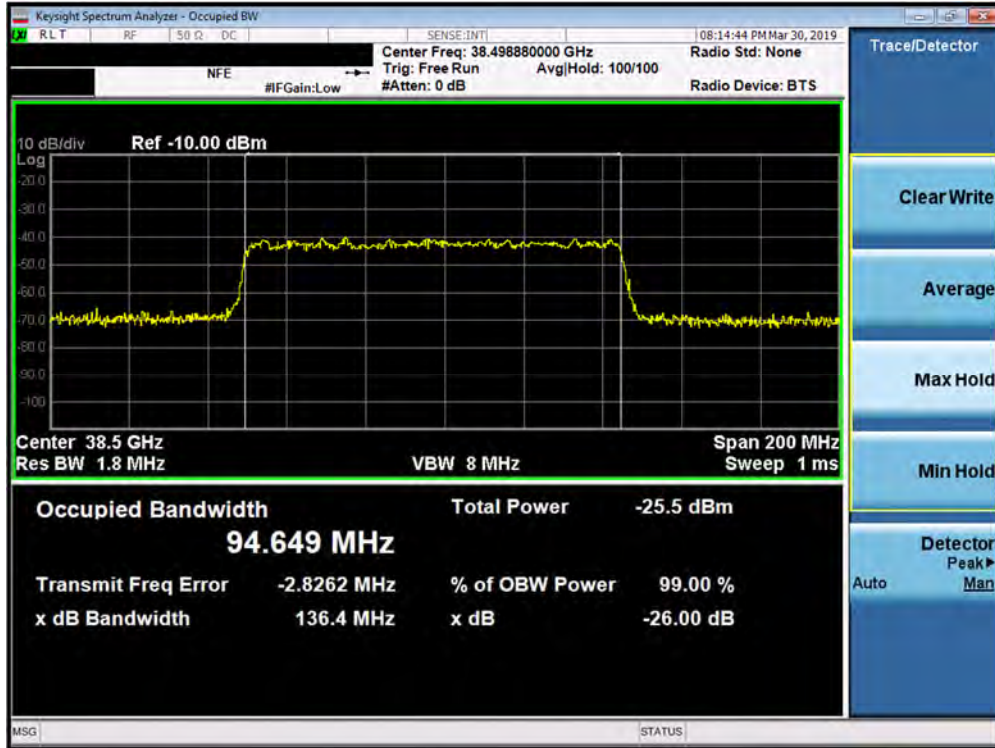 Keysight Spectrum Analyzer - Occupied BW
LXI RLT RF 50 Ω DC SENSE:INT 08:14:44 PM Mar 30, 2019
Center Freq: 38.498880000 GHz Radio Std: None
NFE Trig: Free Run Avg|Hold: 100/100
#IFGain:Low #Atten: 0 dB Radio Device: BTS
10 dB/div Ref -10.00 dBm
Log
-20.0
-30.0
-40.0
-50.0
-60.0
-70.0
-80.0
-90.0
-100
Center 38.5 GHz Span 200 MHz
Res BW 1.8 MHz VBW 8 MHz Sweep 1 ms
Occupied Bandwidth Total Power -25.5 dBm
94.649 MHz
Transmit Freq Error -2.8262 MHz % of OBW Power 99.00 %
x dB Bandwidth 136.4 MHz x dB -26.00 dB
MSG STATUS
Trace/Detector
Clear Write
Average
Max Hold
Min Hold
Detector
Peak▶
Auto Man